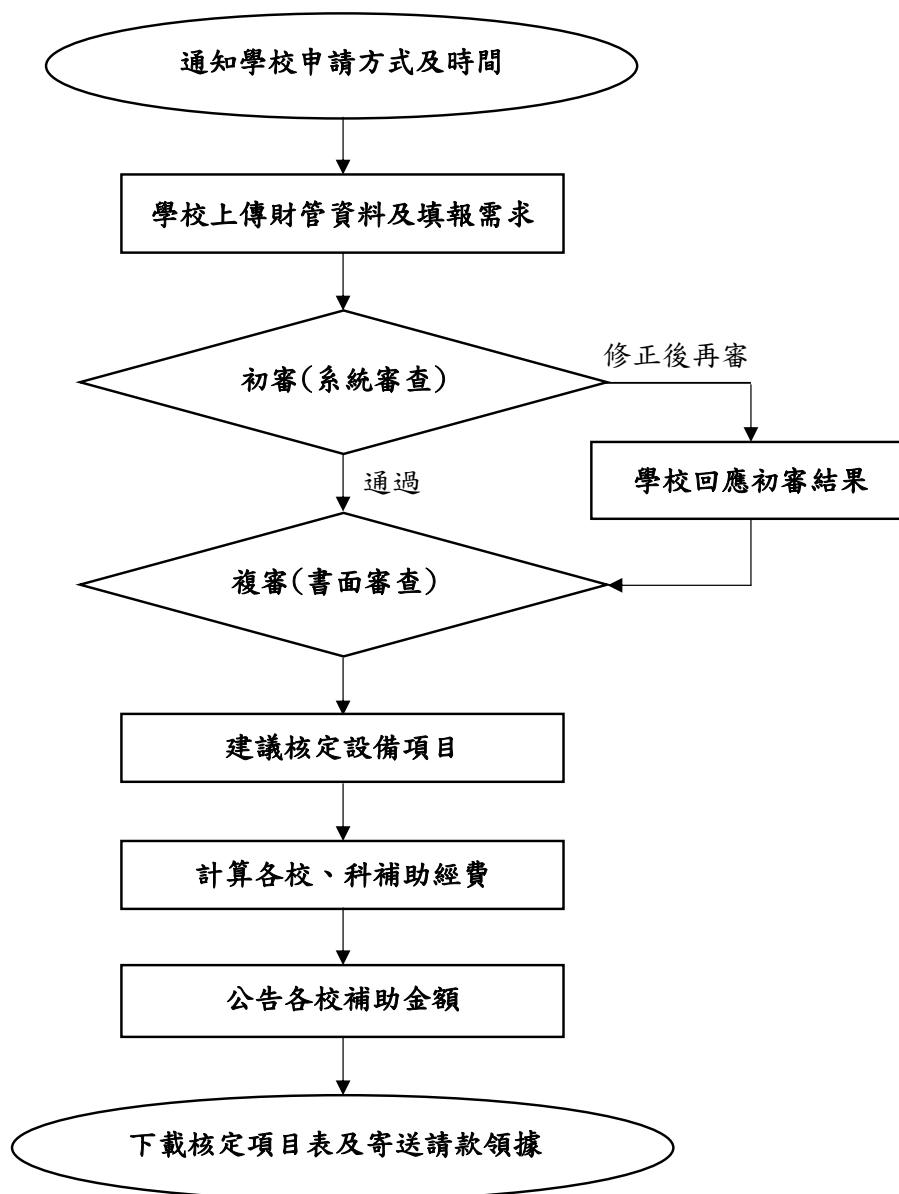 通知學校申請方式及時間
學校上傳財管資料及填報需求
初審(系統審查)
修正後再審
學校回應初審結果
通過
複審(書面審查)
建議核定設備項目
計算各校、科補助經費
公告各校補助金額
下載核定項目表及寄送請款領據